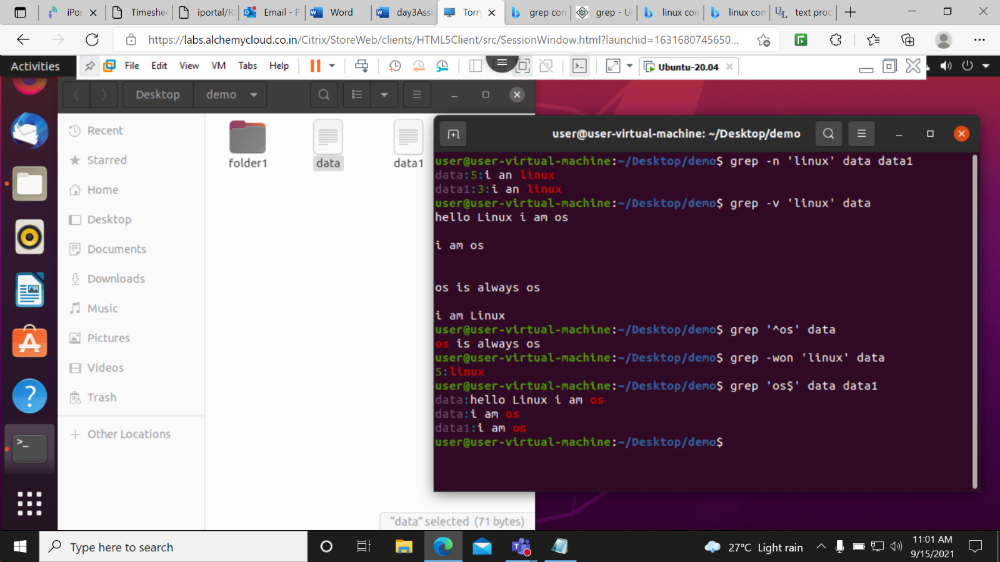 iPor
Timeshee
iportal/R
Email - P
Word
day3Assi
Torry
grep com
grep - Ur
linux con
linux con
text proc
https://labs.alchemycloud.co.in/Citrix/StoreWeb/clients/HTML5Client/src/SessionWindow.html?launchid=1631680745650...
Activities
File Edit View VM Tabs Help
Ubuntu-20.04
Desktop demo
Recent
Starred
Home
Desktop
Documents
Downloads
Music
Pictures
Videos
Trash
Other Locations
folder1 data data1
"data" selected (71 bytes)
user@user-virtual-machine: ~/Desktop/demo
user@user-virtual-machine:~/Desktop/demo$ grep -n 'linux' data data1
data:5:i an linux
data1:3:i an linux
user@user-virtual-machine:~/Desktop/demo$ grep -v 'linux' data
hello Linux i am os
i am os
os is always os
i am Linux
user@user-virtual-machine:~/Desktop/demo$ grep '^os' data
os is always os
user@user-virtual-machine:~/Desktop/demo$ grep -won 'linux' data
5:linux
user@user-virtual-machine:~/Desktop/demo$ grep 'os$' data data1
data:hello Linux i am os
data:i am os
data1:i am os
user@user-virtual-machine:~/Desktop/demo$
Type here to search
27°C Light rain
11:01 AM
9/15/2021